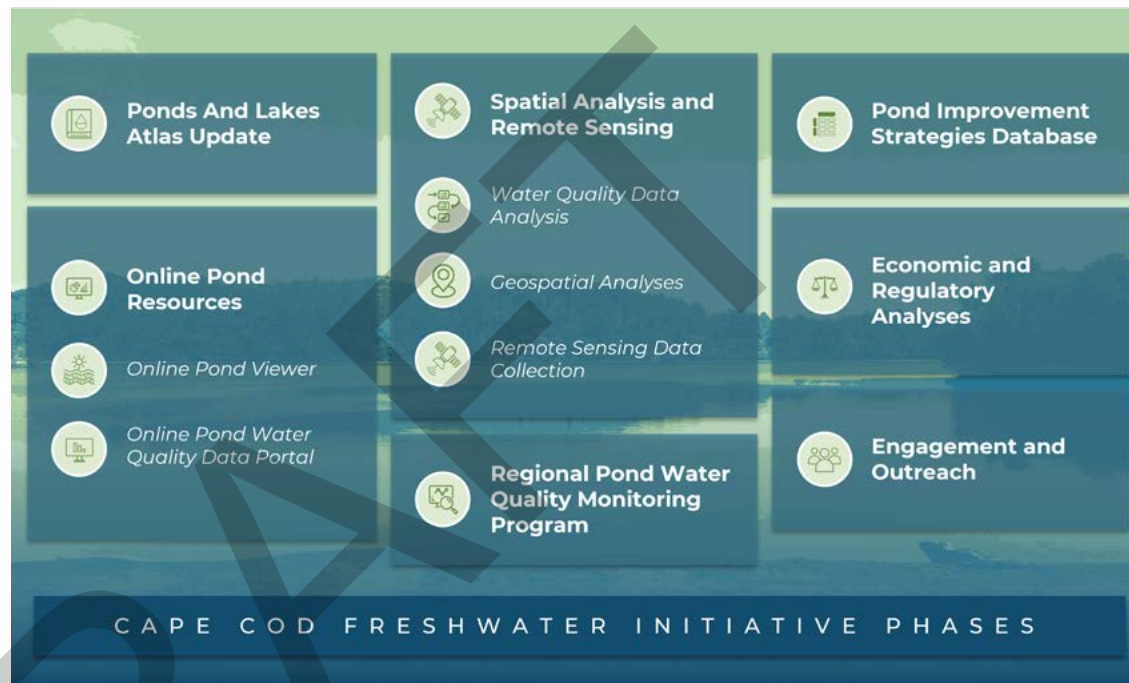 Ponds And Lakes
Atlas Update
Online Pond
Resources
Online Pond Viewer
Online Pond Water
Quality Data Portal
Spatial Analysis and
Remote Sensing
Water Quality Data
Analysis
Geospatial Analyses
Remote Sensing Data
Collection
Regional Pond Water
Quality Monitoring
Program
Pond Improvement
Strategies Database
Economic and
Regulatory
Analyses
Engagement and
Outreach
CAPE COD FRESHWATER INITIATIVE PHASES
DRAFT